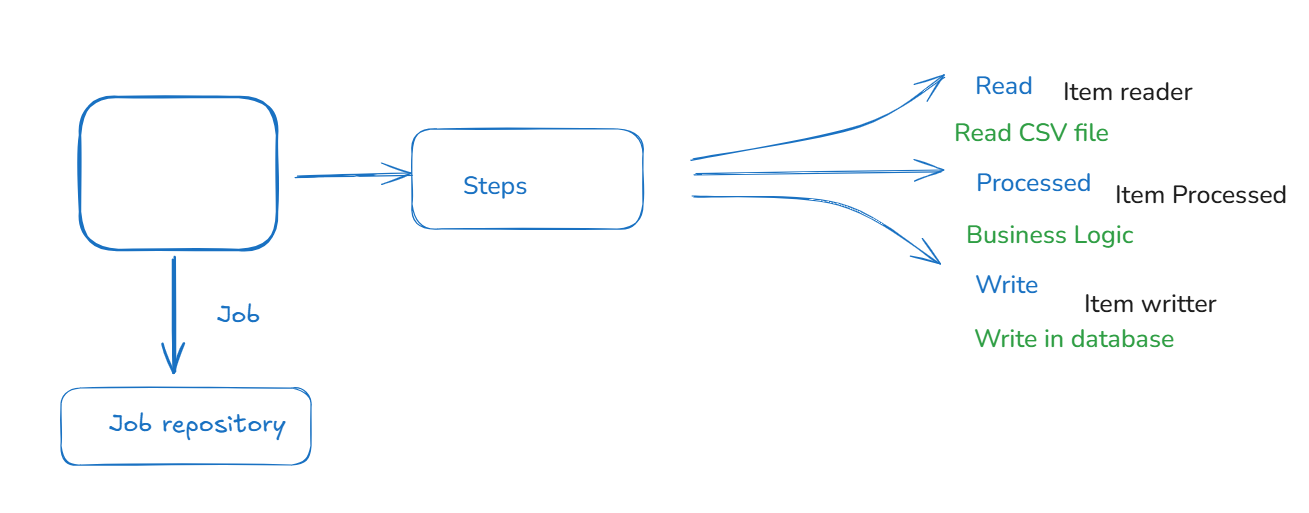 Read
Item reader
Read CSV file
Steps
Processed
Item Processed
Business Logic
Write
Item writter
Job
Write in database
Job repository